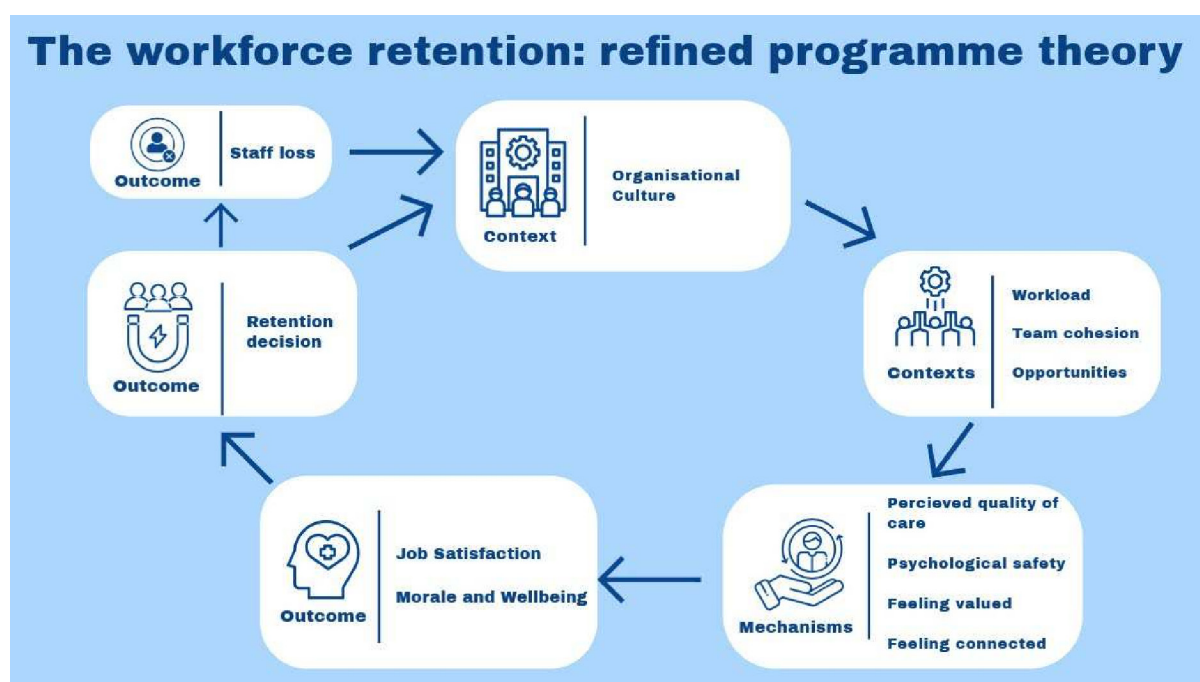 The workforce retention: refined programme theory
Outcome
Staff loss
Context
Organisational
Culture
Contexts
Workload
Team cohesion
Opportunities
Mechanisms
Percieved quality of
care
Psychological safety
Feeling valued
Feeling connected
Outcome
Job Satisfaction
Morale and Wellbeing
Outcome
Retention
decision